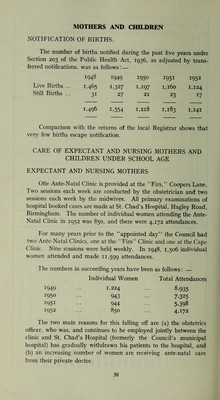 MOTHERS AND CHILDREN
NOTIFICATION OF BIRTHS.
The number of births notified during the past five years under
Section 203 of the Public Health Act, 1936, as adjusted by trans-
ferred notifications, was as follows: —
1948 1949 1950 1951 1952
Live Births ... 1,465 1,327 1,197 1,160 1,124
Still Births ... 31 27 21 23 17
1,496 1,354 1,218 1,183 1,141
Comparison with the returns of the local Registrar shows that
very few births escape notification.
CARE OF EXPECTANT AND NURSING MOTHERS AND
CHILDREN UNDER SCHOOL AGE
EXPECTANT AND NURSING MOTHERS
One Ante-Natal Clinic is provided at the "Firs," Coopers Lane.
Two sessions each week are conducted by the obstetrician and two
sessions each week by the midwives. All primary examinations of
hospital booked cases are made at St. Chad's Hospital, Hagley Road,
Birmingham. The number of individual women attending the Ante-
Natal Clinic in 1952 was 850, and there were 4,172 attendances.
For many years prior to the "appointed day" the Council had
two Ante-Natal Clinics, one at the "Firs" Clinic and one at the Cape
Clinic. Nine sessions were held weekly. In 1948, 1,506 individual
women attended and made 11,599 attendances.
The numbers in succeeding years have been as follows: —
Individual Women Total Attendances
1949 ... 1,224 ... 8,935
1950 ... 943 ... 7,325
1951 ... 944 ... 5,398
1952 ... 850 ... 4,172
The two main reasons for this falling off are (a) the obstetrics
officer, who was, and continues to be employed jointly between the
clinic and St. Chad's Hospital (formerly the Council's municipal
hospital) has gradually withdrawn his patients to the hospital, and
(b) an increasing number of women are receiving ante-natal care
from their private doctor.
30